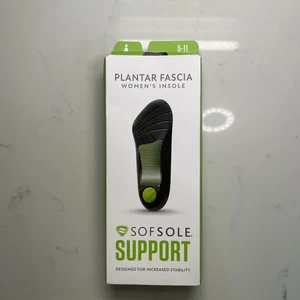 5-11
PLANTAR FASCIA
WOMEN'S INSOLE
SOFSOLE
SUPPORT
DESIGNED FOR INCREASED STABILITY